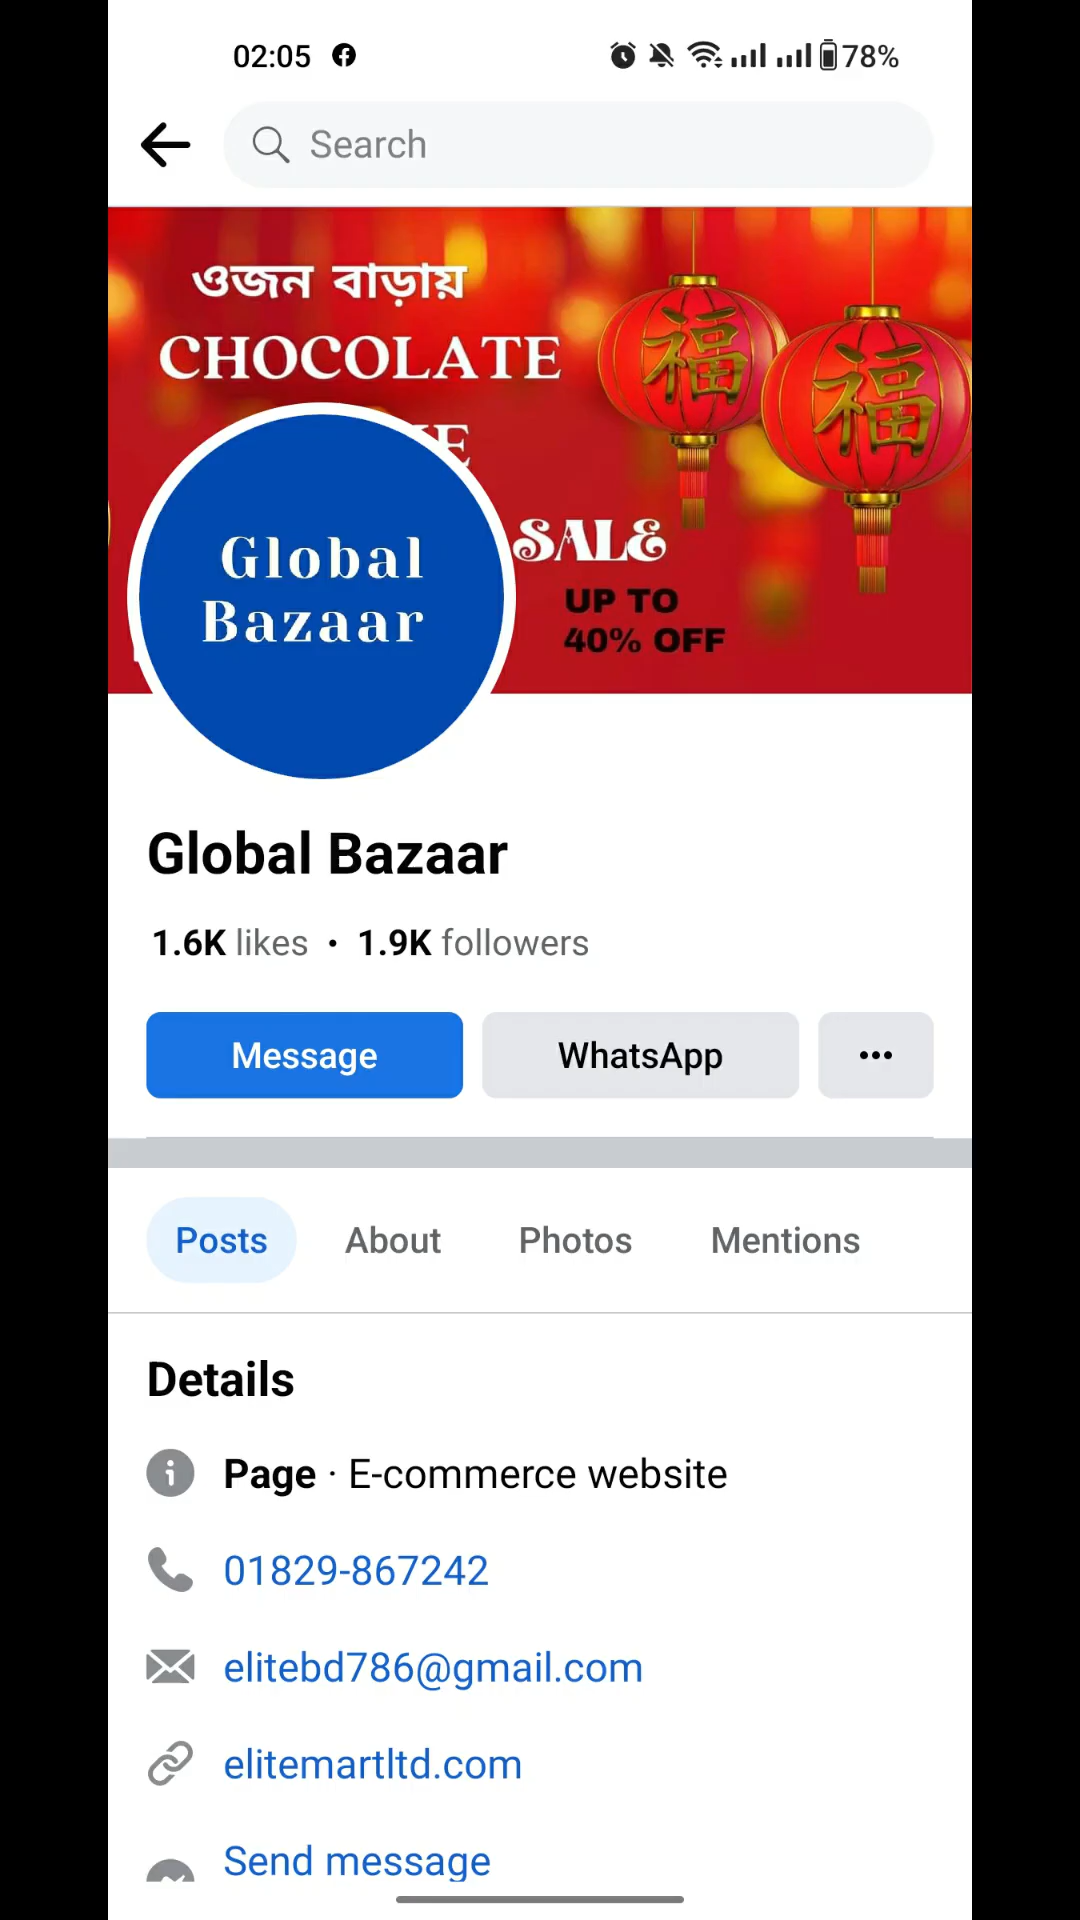 02:05
78%
Search
ওজন বাড়ায়
CHOCOLATE
SALE
UP TO
40% OFF
福
福
Global
Bazaar
Global Bazaar
1.6K likes • 1.9K followers
Message
WhatsApp
Posts
About
Photos
Mentions
Details
Page · E-commerce website
01829-867242
elitebd786@gmail.com
elitemartltd.com
Send message